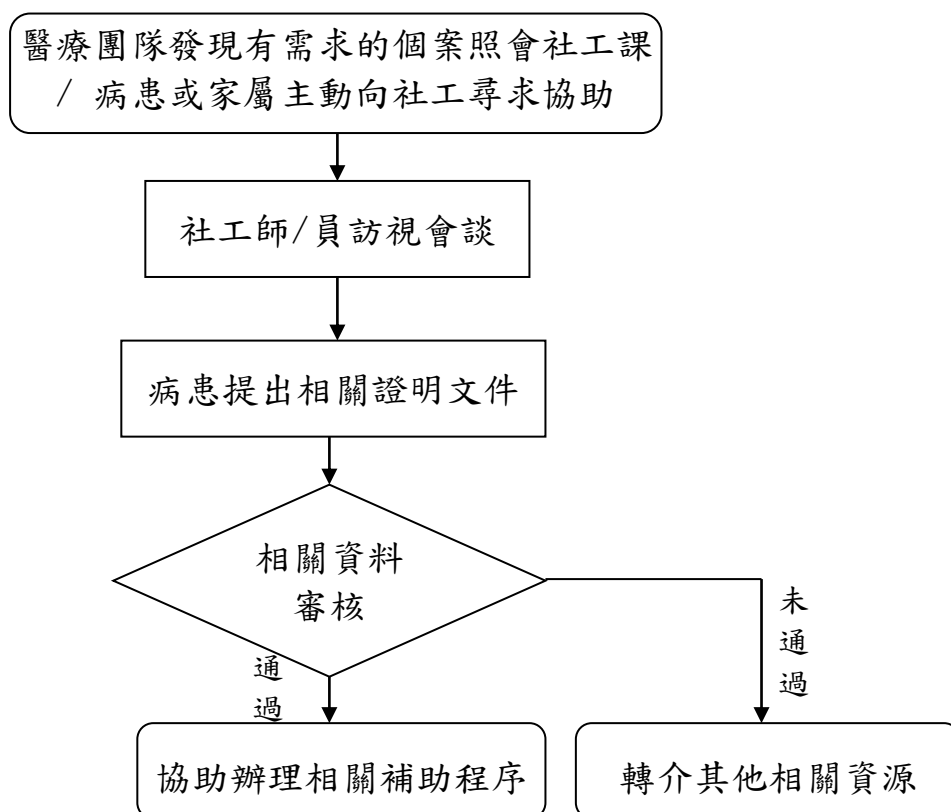 醫療團隊發現有需求的個案照會社工課
/ 病患或家屬主動向社工尋求協助
社工師/員訪視會談
病患提出相關證明文件
相關資料
審核
通過
未通過
協助辦理相關補助程序
轉介其他相關資源